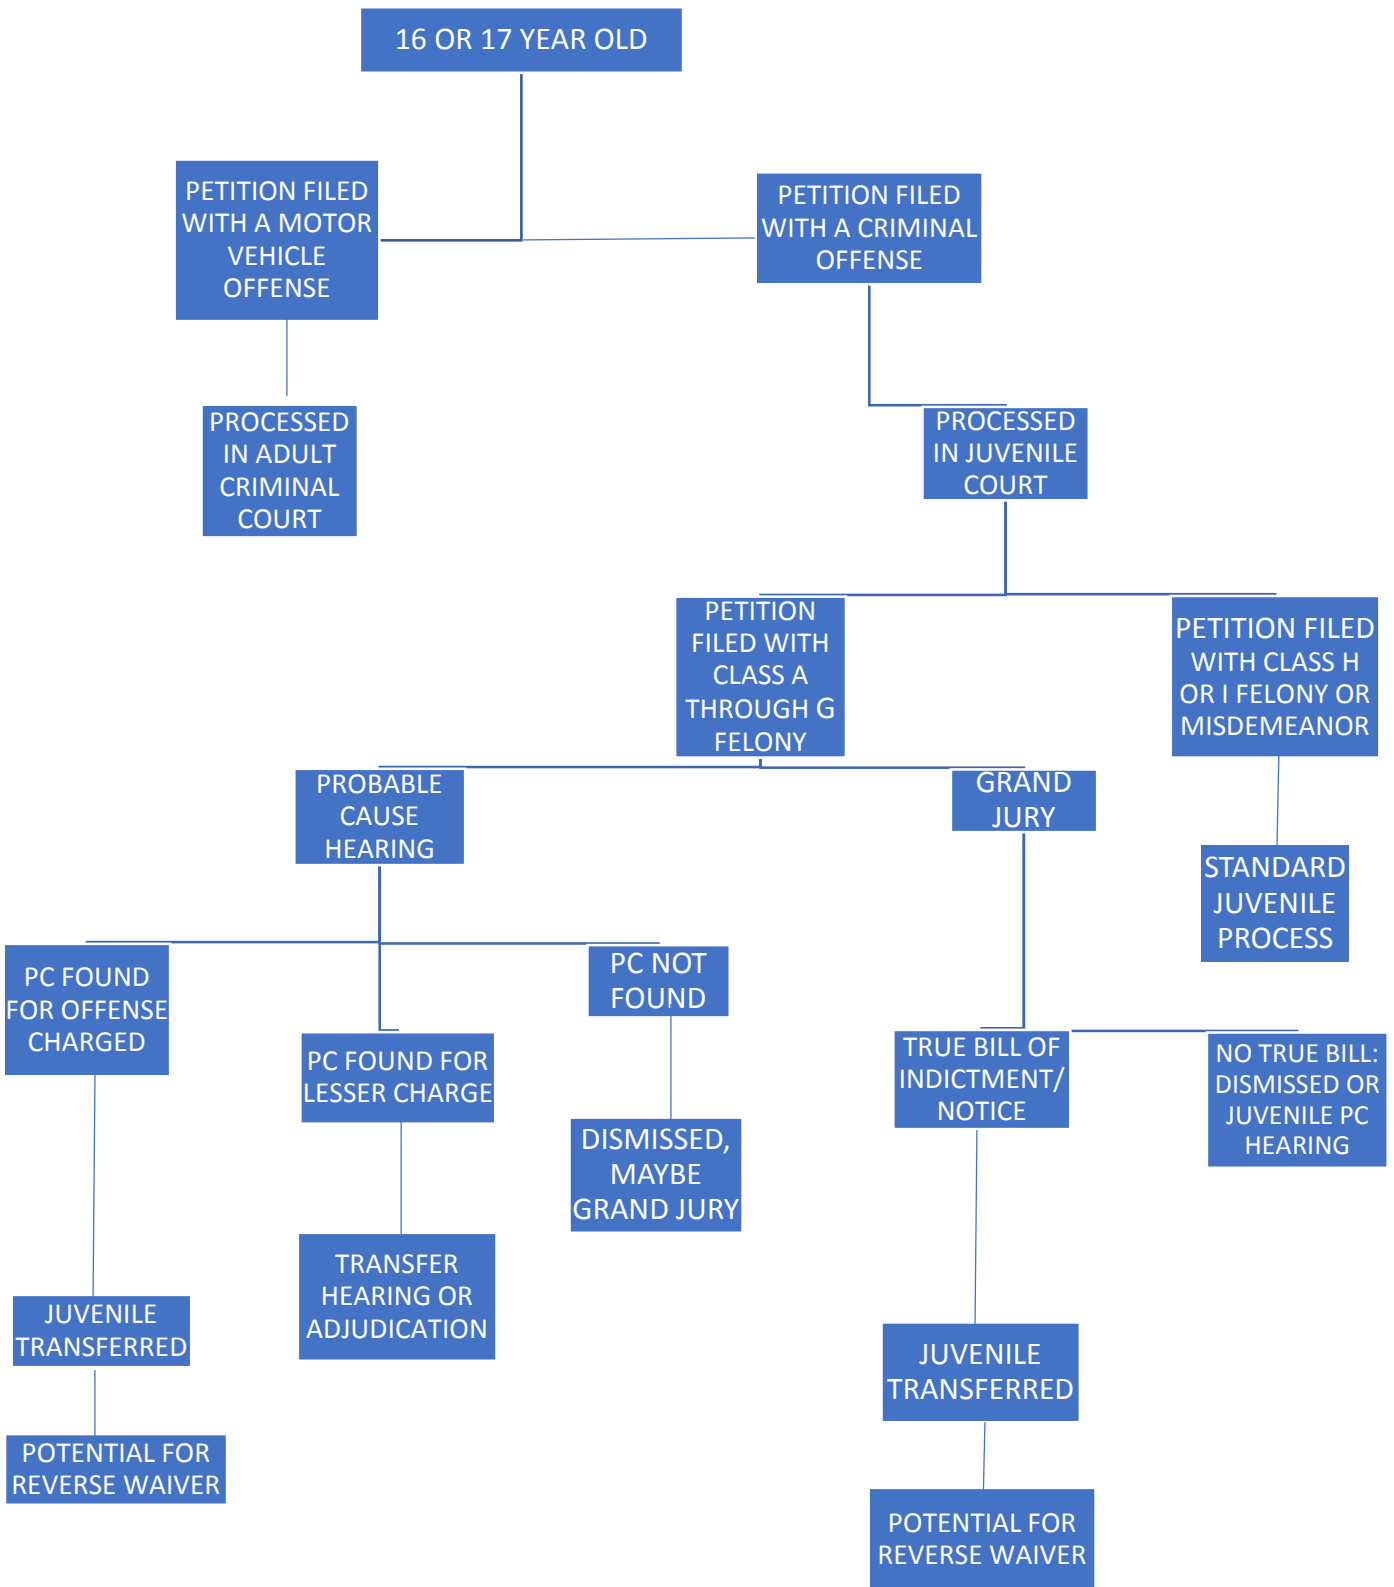 16 OR 17 YEAR OLD
PETITION FILED
WITH A MOTOR
VEHICLE
OFFENSE
PETITION FILED
WITH A CRIMINAL
OFFENSE
PROCESSED
IN ADULT
CRIMINAL
COURT
PROCESSED
IN JUVENILE
COURT
PETITION
FILED WITH
CLASS A
THROUGH G
FELONY
PETITION FILED
WITH CLASS H
OR I FELONY OR
MISDEMEANOR
PROBABLE
CAUSE
HEARING
GRAND
JURY
STANDARD
JUVENILE
PROCESS
PC FOUND
FOR OFFENSE
CHARGED
PC FOUND FOR
LESSER CHARGE
PC NOT
FOUND
TRUE BILL OF
INDICTMENT/
NOTICE
NO TRUE BILL:
DISMISSED OR
JUVENILE PC
HEARING
DISMISSED,
MAYBE
GRAND JURY
TRANSFER
HEARING OR
ADJUDICATION
JUVENILE
TRANSFERRED
JUVENILE
TRANSFERRED
POTENTIAL FOR
REVERSE WAIVER
POTENTIAL FOR
REVERSE WAIVER